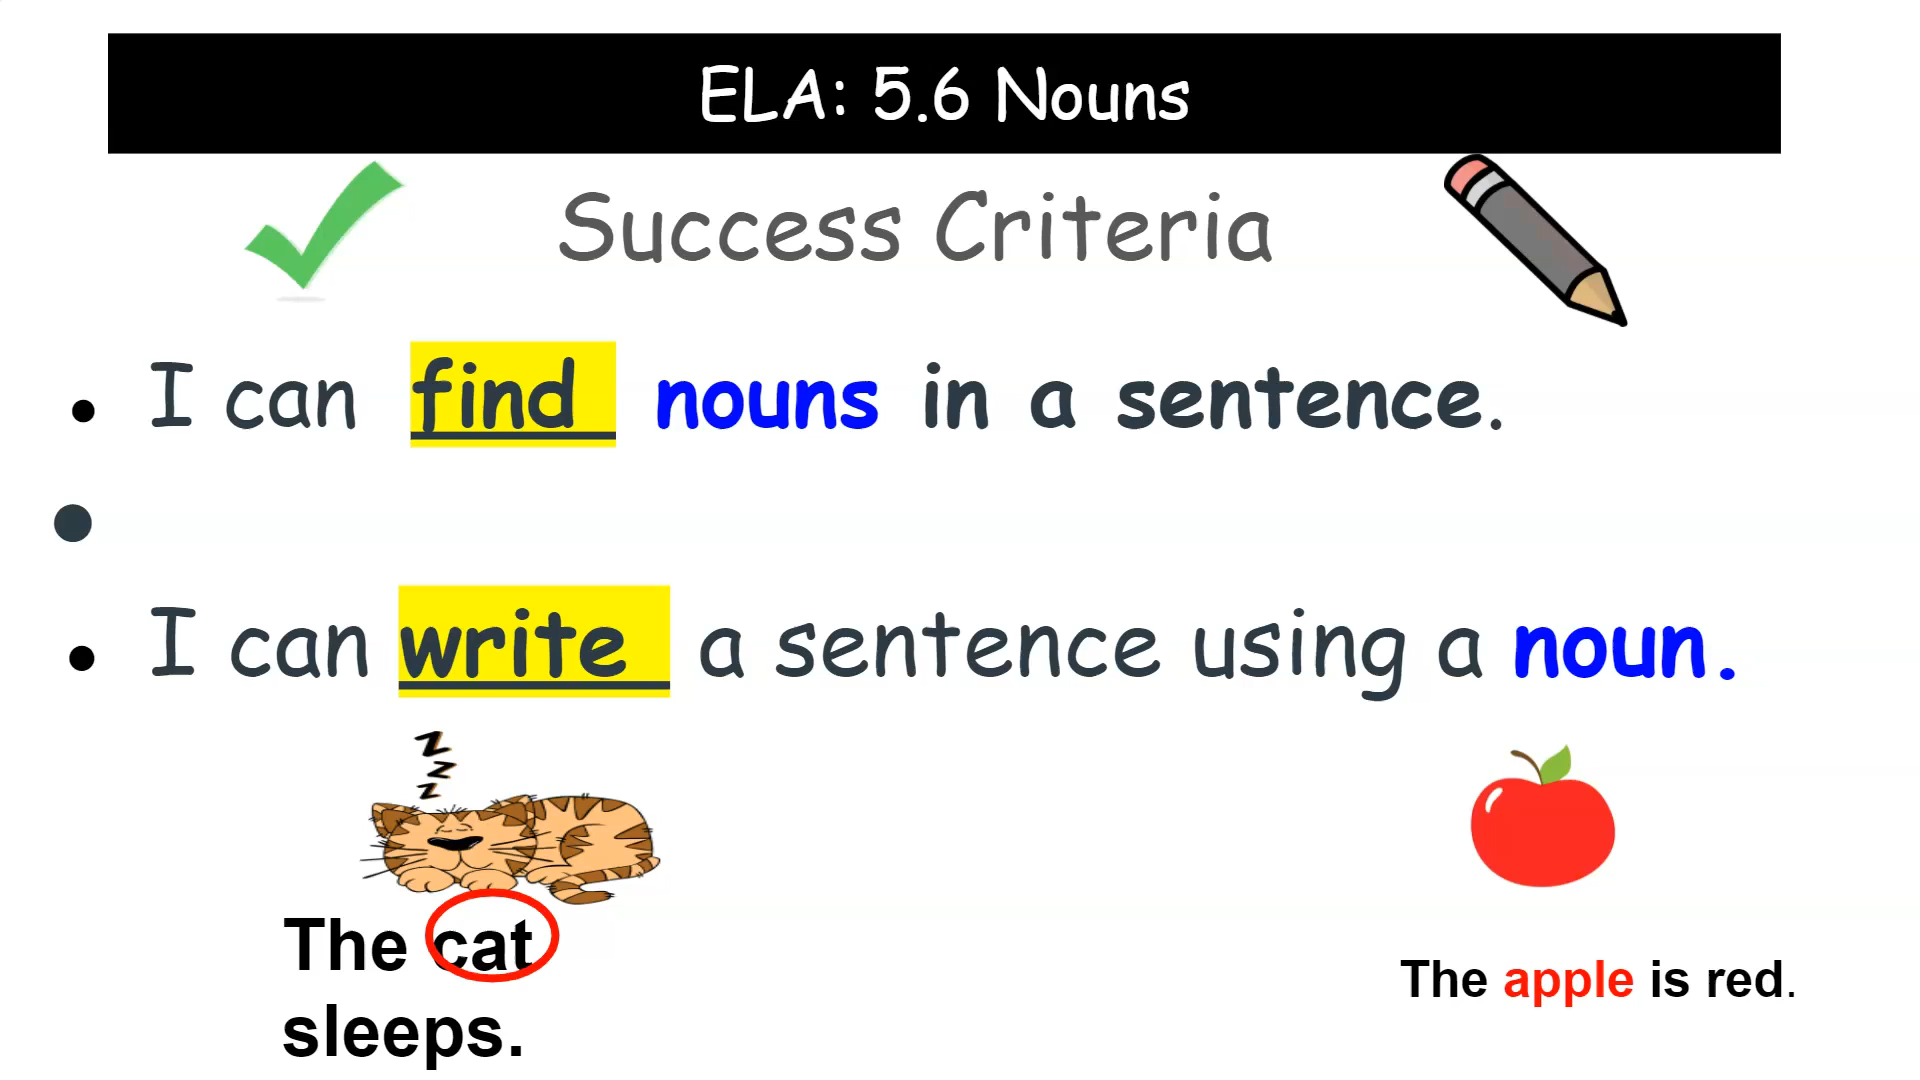 ELA: 5.6 Nouns
Success Criteria
• I can find nouns in a sentence.
•
• I can write a sentence using a noun.
z
z
z
The cat
sleeps.
The apple is red.